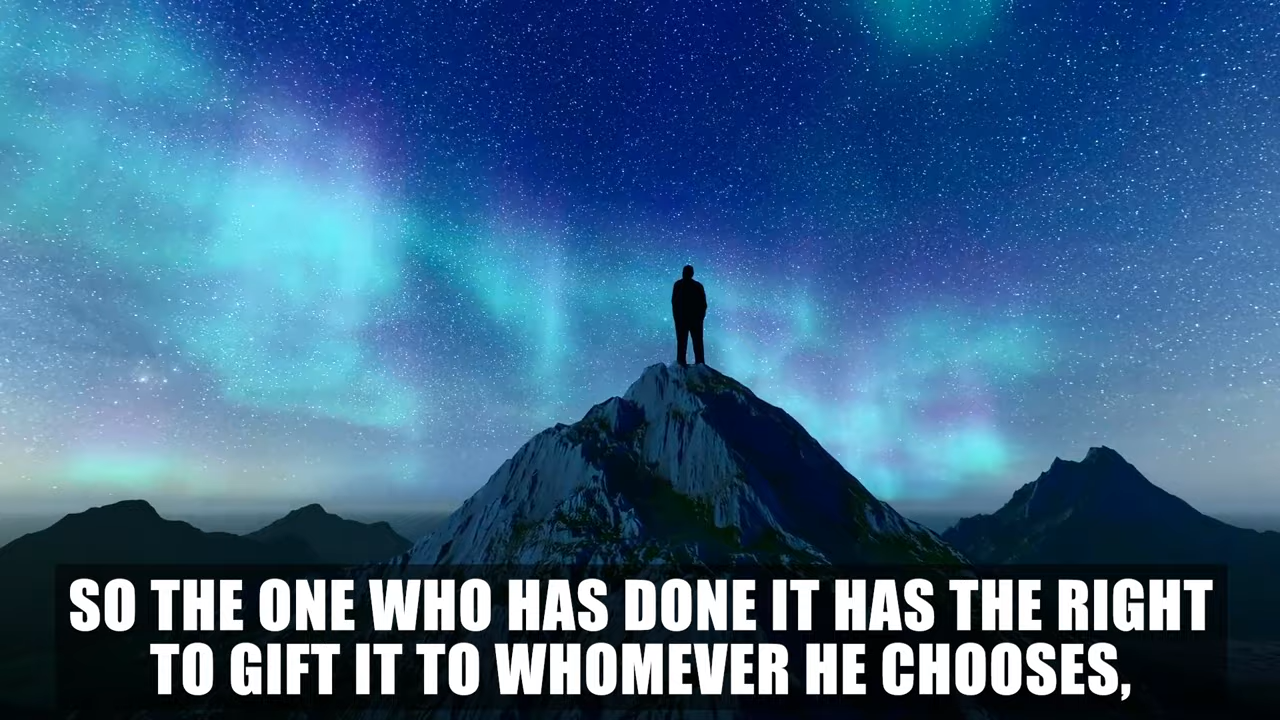 SO THE ONE WHO HAS DONE IT HAS THE RIGHT
TO GIFT IT TO WHOMEVER HE CHOOSES,